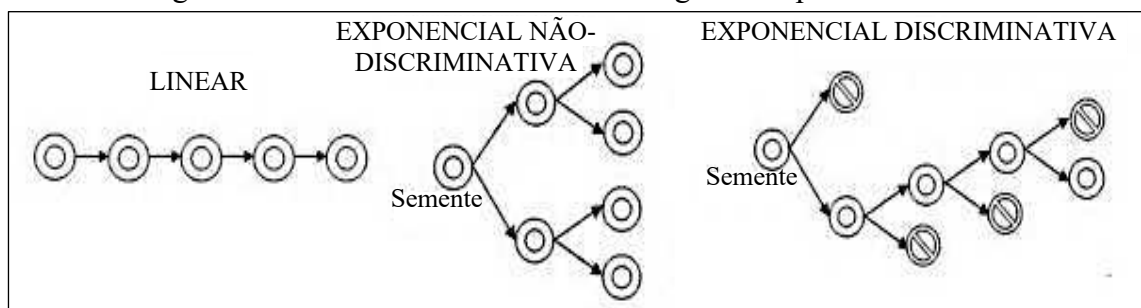 EXPONENCIAL NÃO-
DISCRIMINATIVA
EXPONENCIAL DISCRIMINATIVA
LINEAR
Semente
Semente